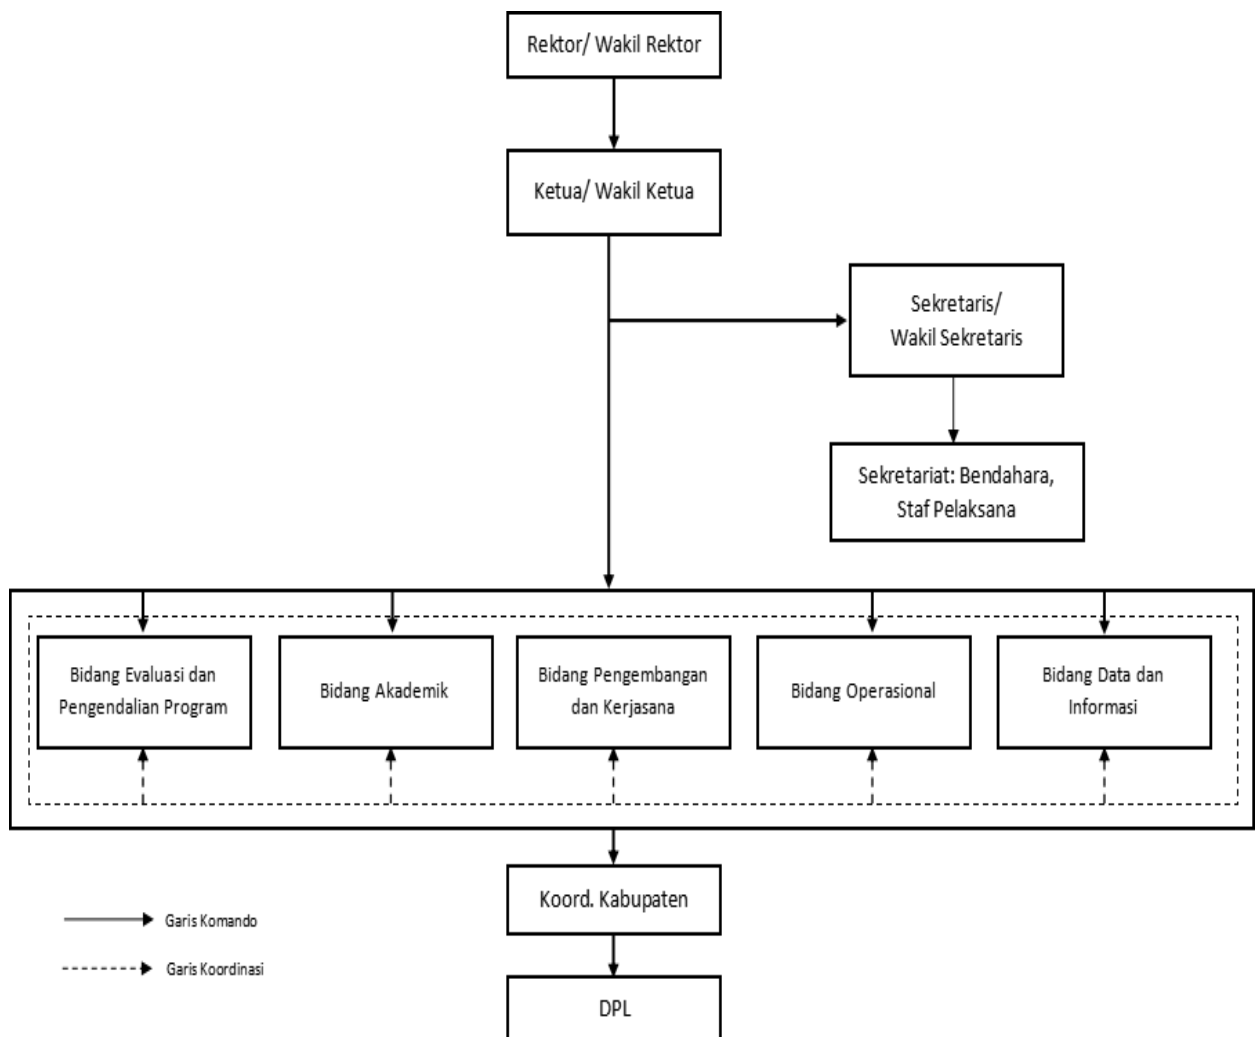 Rektor/ Wakil Rektor
Ketua/ Wakil Ketua
Sekretaris/
Wakil Sekretaris
Sekretariat: Bendahara,
Staf Pelaksana
Bidang Evaluasi dan
Pengendalian Program
Bidang Akademik
Bidang Pengembangan
dan Kerjasana
Bidang Operasional
Bidang Data dan
Informasi
Koord. Kabupaten
DPL
Garis Komando
Garis Koordinasi